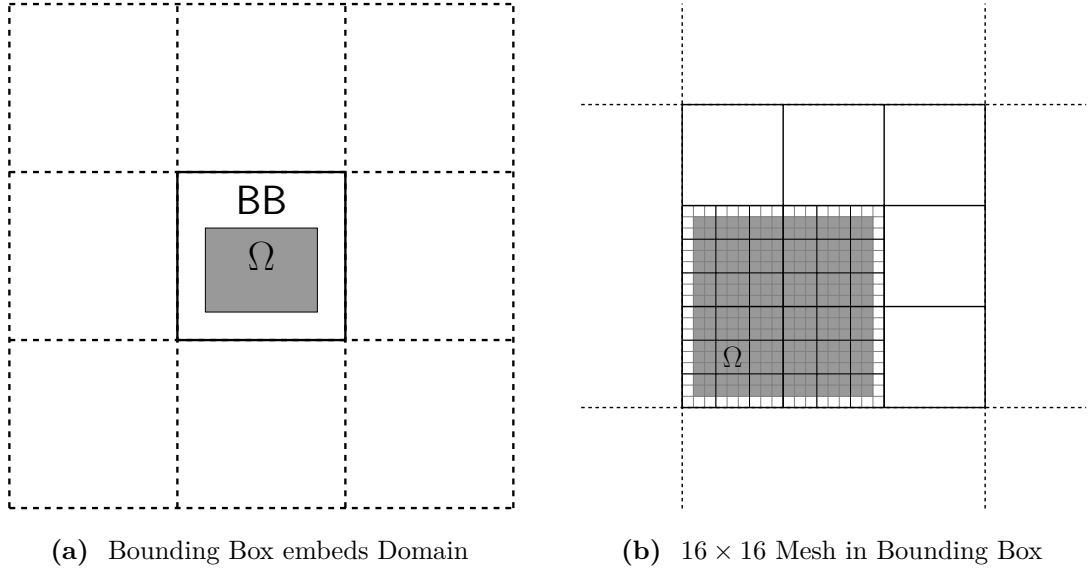 BB
Ω
Ω
(a) Bounding Box embeds Domain
(b) 16 × 16 Mesh in Bounding Box